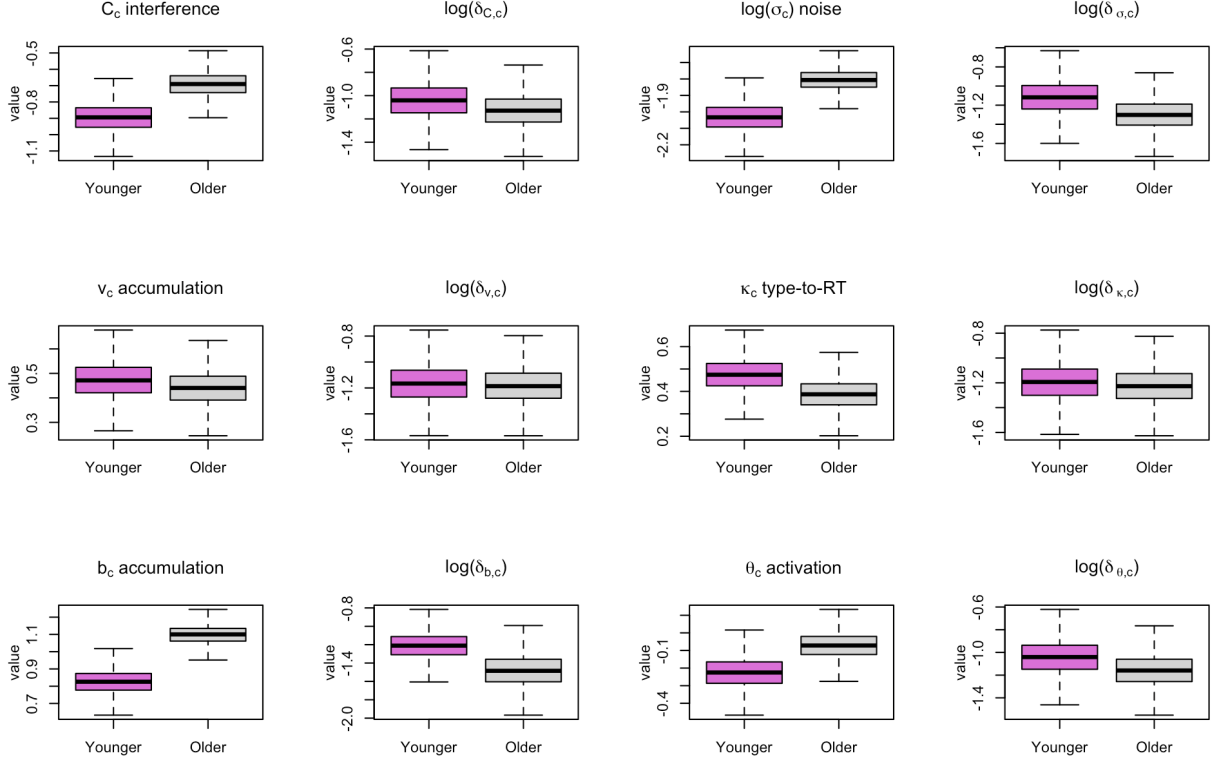 C_c interference
value
-0.5
-0.8
-1.1
Younger Older
log(δ_C,c)
value
-0.6
-1.0
-1.4
Younger Older
log(σ_c) noise
value
-1.9
-2.2
Younger Older
log(δ_σ,c)
value
-0.8
-1.2
-1.6
Younger Older
v_c accumulation
value
0.5
0.3
Younger Older
log(δ_v,c)
value
-0.8
-1.2
-1.6
Younger Older
κ_c type-to-RT
value
0.6
0.4
0.2
Younger Older
log(δ_κ,c)
value
-0.8
-1.2
-1.6
Younger Older
b_c accumulation
value
1.1
0.9
0.7
Younger Older
log(δ_b,c)
value
-0.8
-1.4
-2.0
Younger Older
θ_c activation
value
-0.1
-0.4
Younger Older
log(δ_θ,c)
value
-0.6
-1.0
-1.4
Younger Older